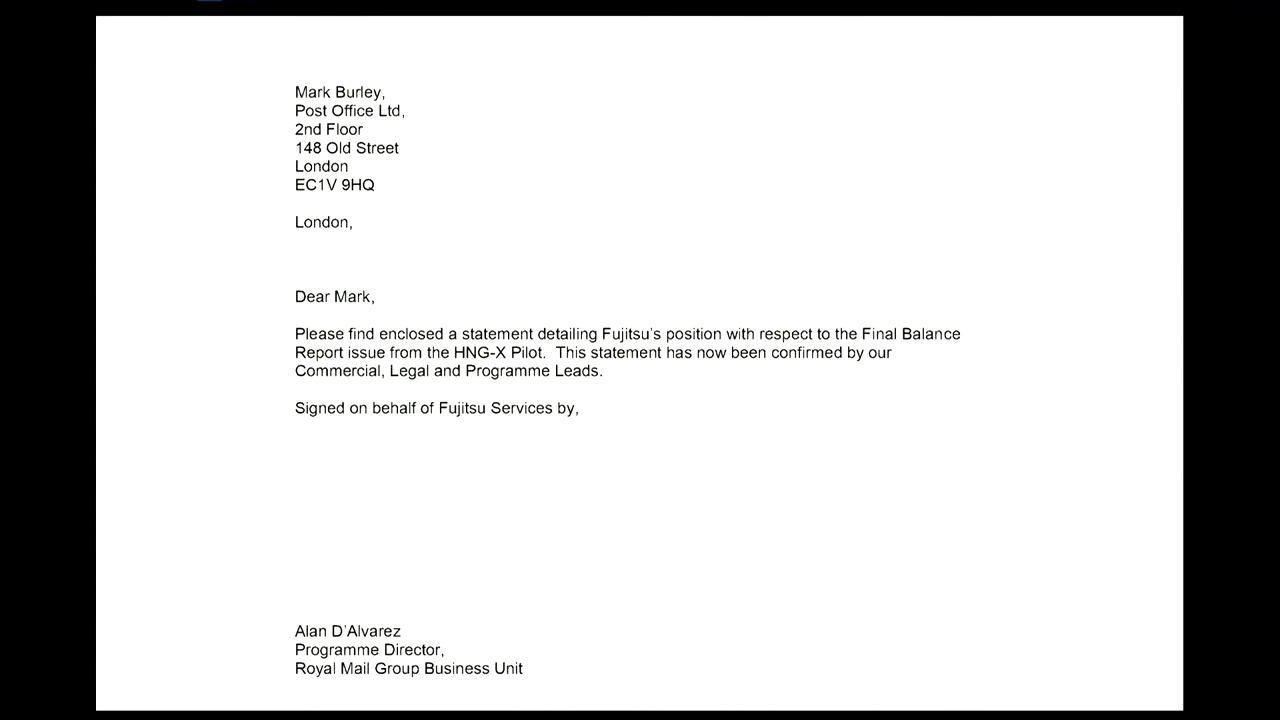 Mark Burley,
Post Office Ltd,
2nd Floor
148 Old Street
London
EC1V 9HQ
London,
Dear Mark,
Please find enclosed a statement detailing Fujitsu's position with respect to the Final Balance
Report issue from the HNG-X Pilot.  This statement has now been confirmed by our
Commercial, Legal and Programme Leads.
Signed on behalf of Fujitsu Services by,
Alan D'Alvarez
Programme Director,
Royal Mail Group Business Unit